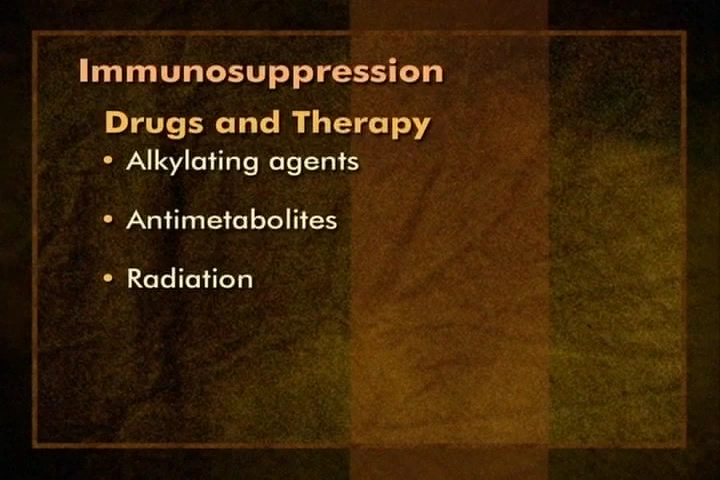 Immunosuppression
Drugs and Therapy
• Alkylating agents
• Antimetabolites
• Radiation